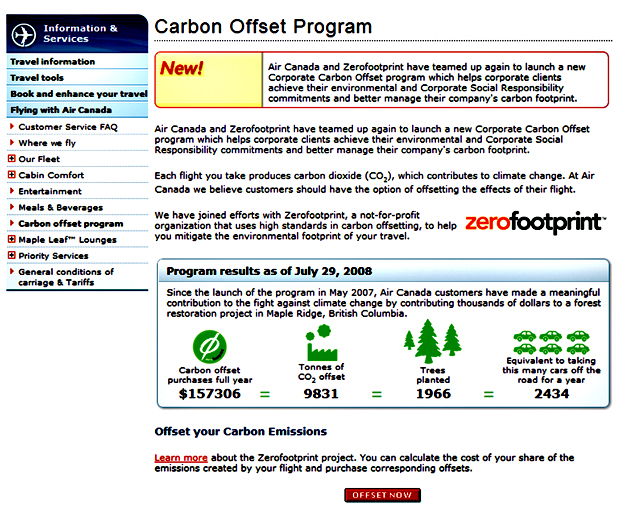 Information &
Services
Travel information
Travel tools
Book and enhance your travel
Flying with Air Canada
Customer Service FAQ
Where we fly
Our Fleet
Cabin Comfort
Entertainment
Meals & Beverages
Carbon offset program
Maple Leaf™ Lounges
Priority Services
General conditions of
carriage & Tariffs
Carbon Offset Program
New!
Air Canada and Zerofootprint have teamed up again to launch a new
Corporate Carbon Offset program which helps corporate clients
achieve their environmental and Corporate Social Responsibility
commitments and better manage their company's carbon footprint.
Air Canada and Zerofootprint have teamed up again to launch a new Corporate Carbon Offset
program which helps corporate clients achieve their environmental and Corporate Social
Responsibility commitments and better manage their company's carbon footprint.
Each flight you take produces carbon dioxide (CO2), which contributes to climate change. At Air
Canada we believe customers should have the option of offsetting the effects of their flight.
We have joined efforts with Zerofootprint, a not-for-profit
organization that uses high standards in carbon offsetting, to help
you mitigate the environmental footprint of your travel.
zerofootprint™
Program results as of July 29, 2008
Since the launch of the program in May 2007, Air Canada customers have made a meaningful
contribution to the fight against climate change by contributing thousands of dollars to a forest
restoration project in Maple Ridge, British Columbia.
Carbon offset
purchases full year
$157306
=
Tonnes of
CO2 offset
9831
=
Trees
planted
1966
=
Equivalent to taking
this many cars off the
road for a year
2434
Offset your Carbon Emissions
Learn more about the Zerofootprint project. You can calculate the cost of your share of the
emissions created by your flight and purchase corresponding offsets.
OFFSET NOW